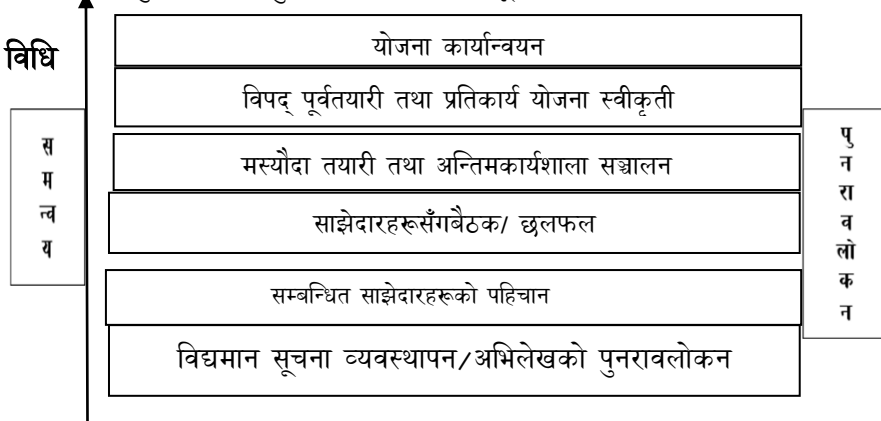 योजना कार्यान्वयन
विधि
विपद् पूर्वतयारी तथा प्रतिकार्य योजना स्वीकृती
मस्यौदा तयारी तथा अन्तिमकार्यशाला सञ्चालन
साझेदारहरूसँगबैठक/ छलफल
सम्बन्धित साझेदारहरूको पहिचान
विद्यमान सूचना व्यवस्थापन/अभिलेखको पुनरावलोकन
स
म
न्व
य
पु
न
रा
व
लो
क
न